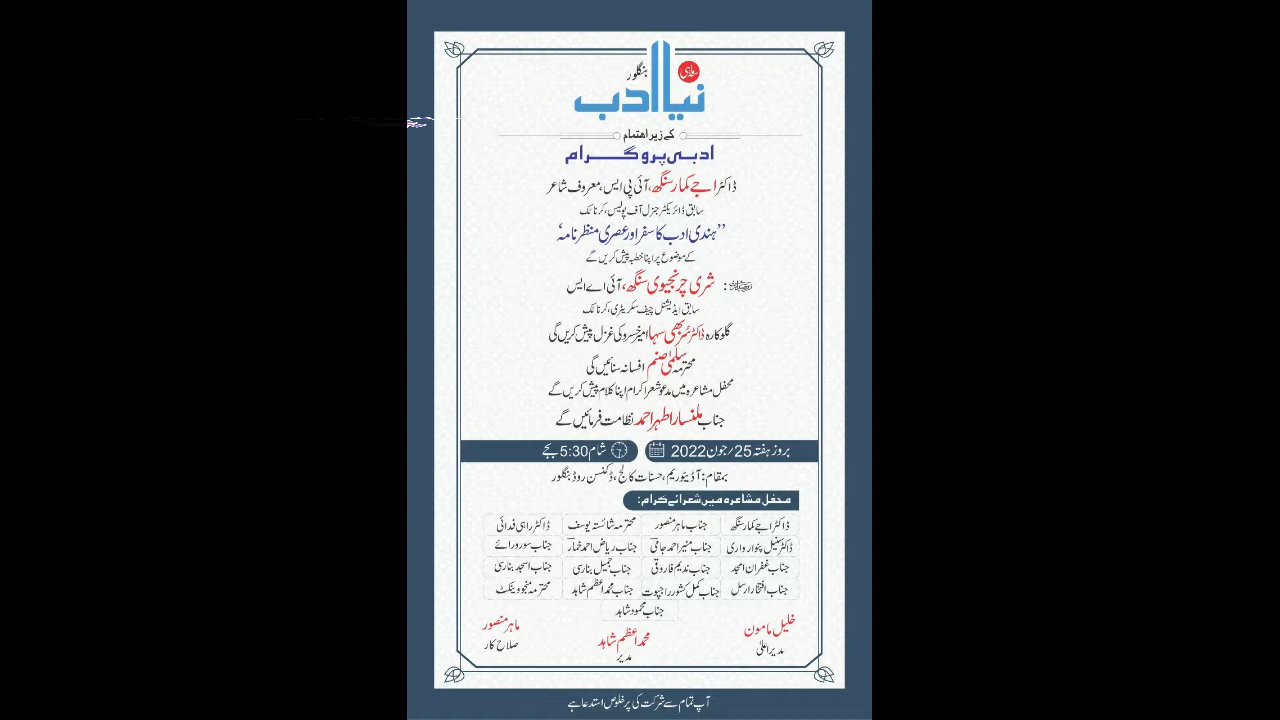 سہ ماہی
نیا ادب بنگلور
کے زیر اہتمام
ادبی پروگرام
ڈاکٹر اجے کمار سنگھ، آئی پی ایس، معروف شاعر
سابق ڈائریکٹر جنرل آف پولیس، کرناٹک
’’ہندی ادب کا سفر اور عصری منظر نامہ‘
کے موضوع پر اپنا خطبہ پیش کریں گے
: شری چرنجیوی سنگھ، آئی اے ایس
سابق ایڈیشنل چیف سکریٹری، کرناٹک
گلوکارہ ڈاکٹر سُربھی سہا امیر خسرو کی غزل پیش کریں گی
محترمہ سلمیٰ صنم افسانہ سنائیں گی
محفل مشاعرہ میں مدعو شعرا کرام اپنا کلام پیش کریں گے
جناب ملنسار اطہر احمد نظامت فرمائیں گے
بروز ہفتہ 25؍جون 2022 شام 5:30 بجے
بمقام: آڈیٹوریم، حسنات کالج، ڈکنسن روڈ بنگلور
محفل مشاعرہ میں شعرائے کرام:
ڈاکٹر اجے کمار سنگھ جناب ماہر منصور محترمہ شائستہ یوسف ڈاکٹر راہی فدائی
ڈاکٹر سنیل پنوار واری جناب منیر احمد جامی جناب ریاض احمد خمار جناب سورو رائے
جناب غفران امجد جناب ندیم فاروقی جناب جمیل بنارسی جناب اسجد بنارسی
جناب افتخار ارسل جناب کمل کشور راجپوت جناب محمد اعظم شاہد محترمہ منجو وینکٹ
جناب محمود شاہد
خلیل مامون محمد اعظم شاہد ماہر منصور
مدیر اعلیٰ مدیر صلاح کار
آپ تمام سے شرکت کی پر خلوص استدعا ہے